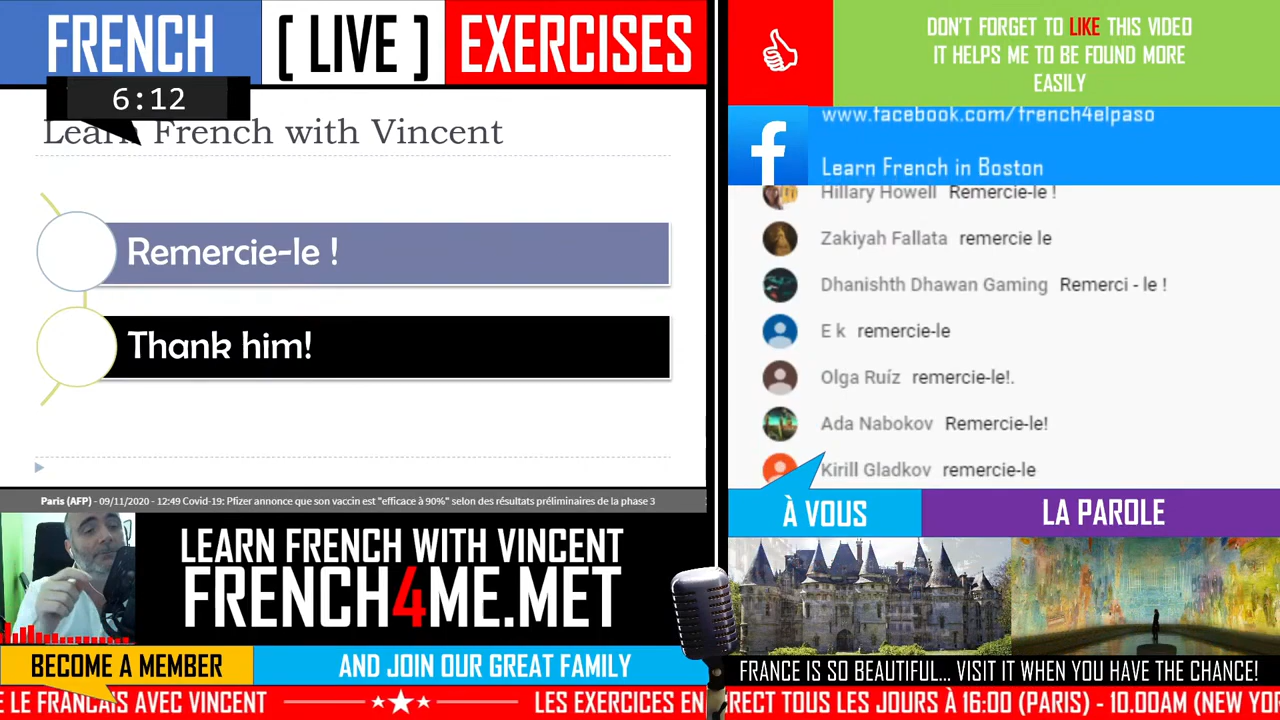 FRENCH [ LIVE ] EXERCISES
6:12
Learn French with Vincent
Remercie-le !
Thank him!
Paris (AFP) - 09/11/2020 - 12:49 Covid-19: Pfizer annonce que son vaccin est "efficace à 90%" selon des résultats préliminaires de la phase 3
LEARN FRENCH WITH VINCENT
FRENCH4ME.MET
BECOME A MEMBER
AND JOIN OUR GREAT FAMILY
DON'T FORGET TO LIKE THIS VIDEO
IT HELPS ME TO BE FOUND MORE
EASILY
www.facebook.com/french4elpaso
Learn French in Boston
Hillary Howell Remercie-le !
Zakiyah Fallata remercie le
Dhanishth Dhawan Gaming Remerci - le !
E k remercie-le
Olga Ruíz remercie-le!.
Ada Nabokov Remercie-le!
Kirill Gladkov remercie-le
À VOUS
LA PAROLE
FRANCE IS SO BEAUTIFUL... VISIT IT WHEN YOU HAVE THE CHANCE!
E LE FRANÇAIS AVEC VINCENT
LES EXERCICES EN RECT TOUS LES JOURS À 16:00 (PARIS) - 10.00AM (NEW YOR